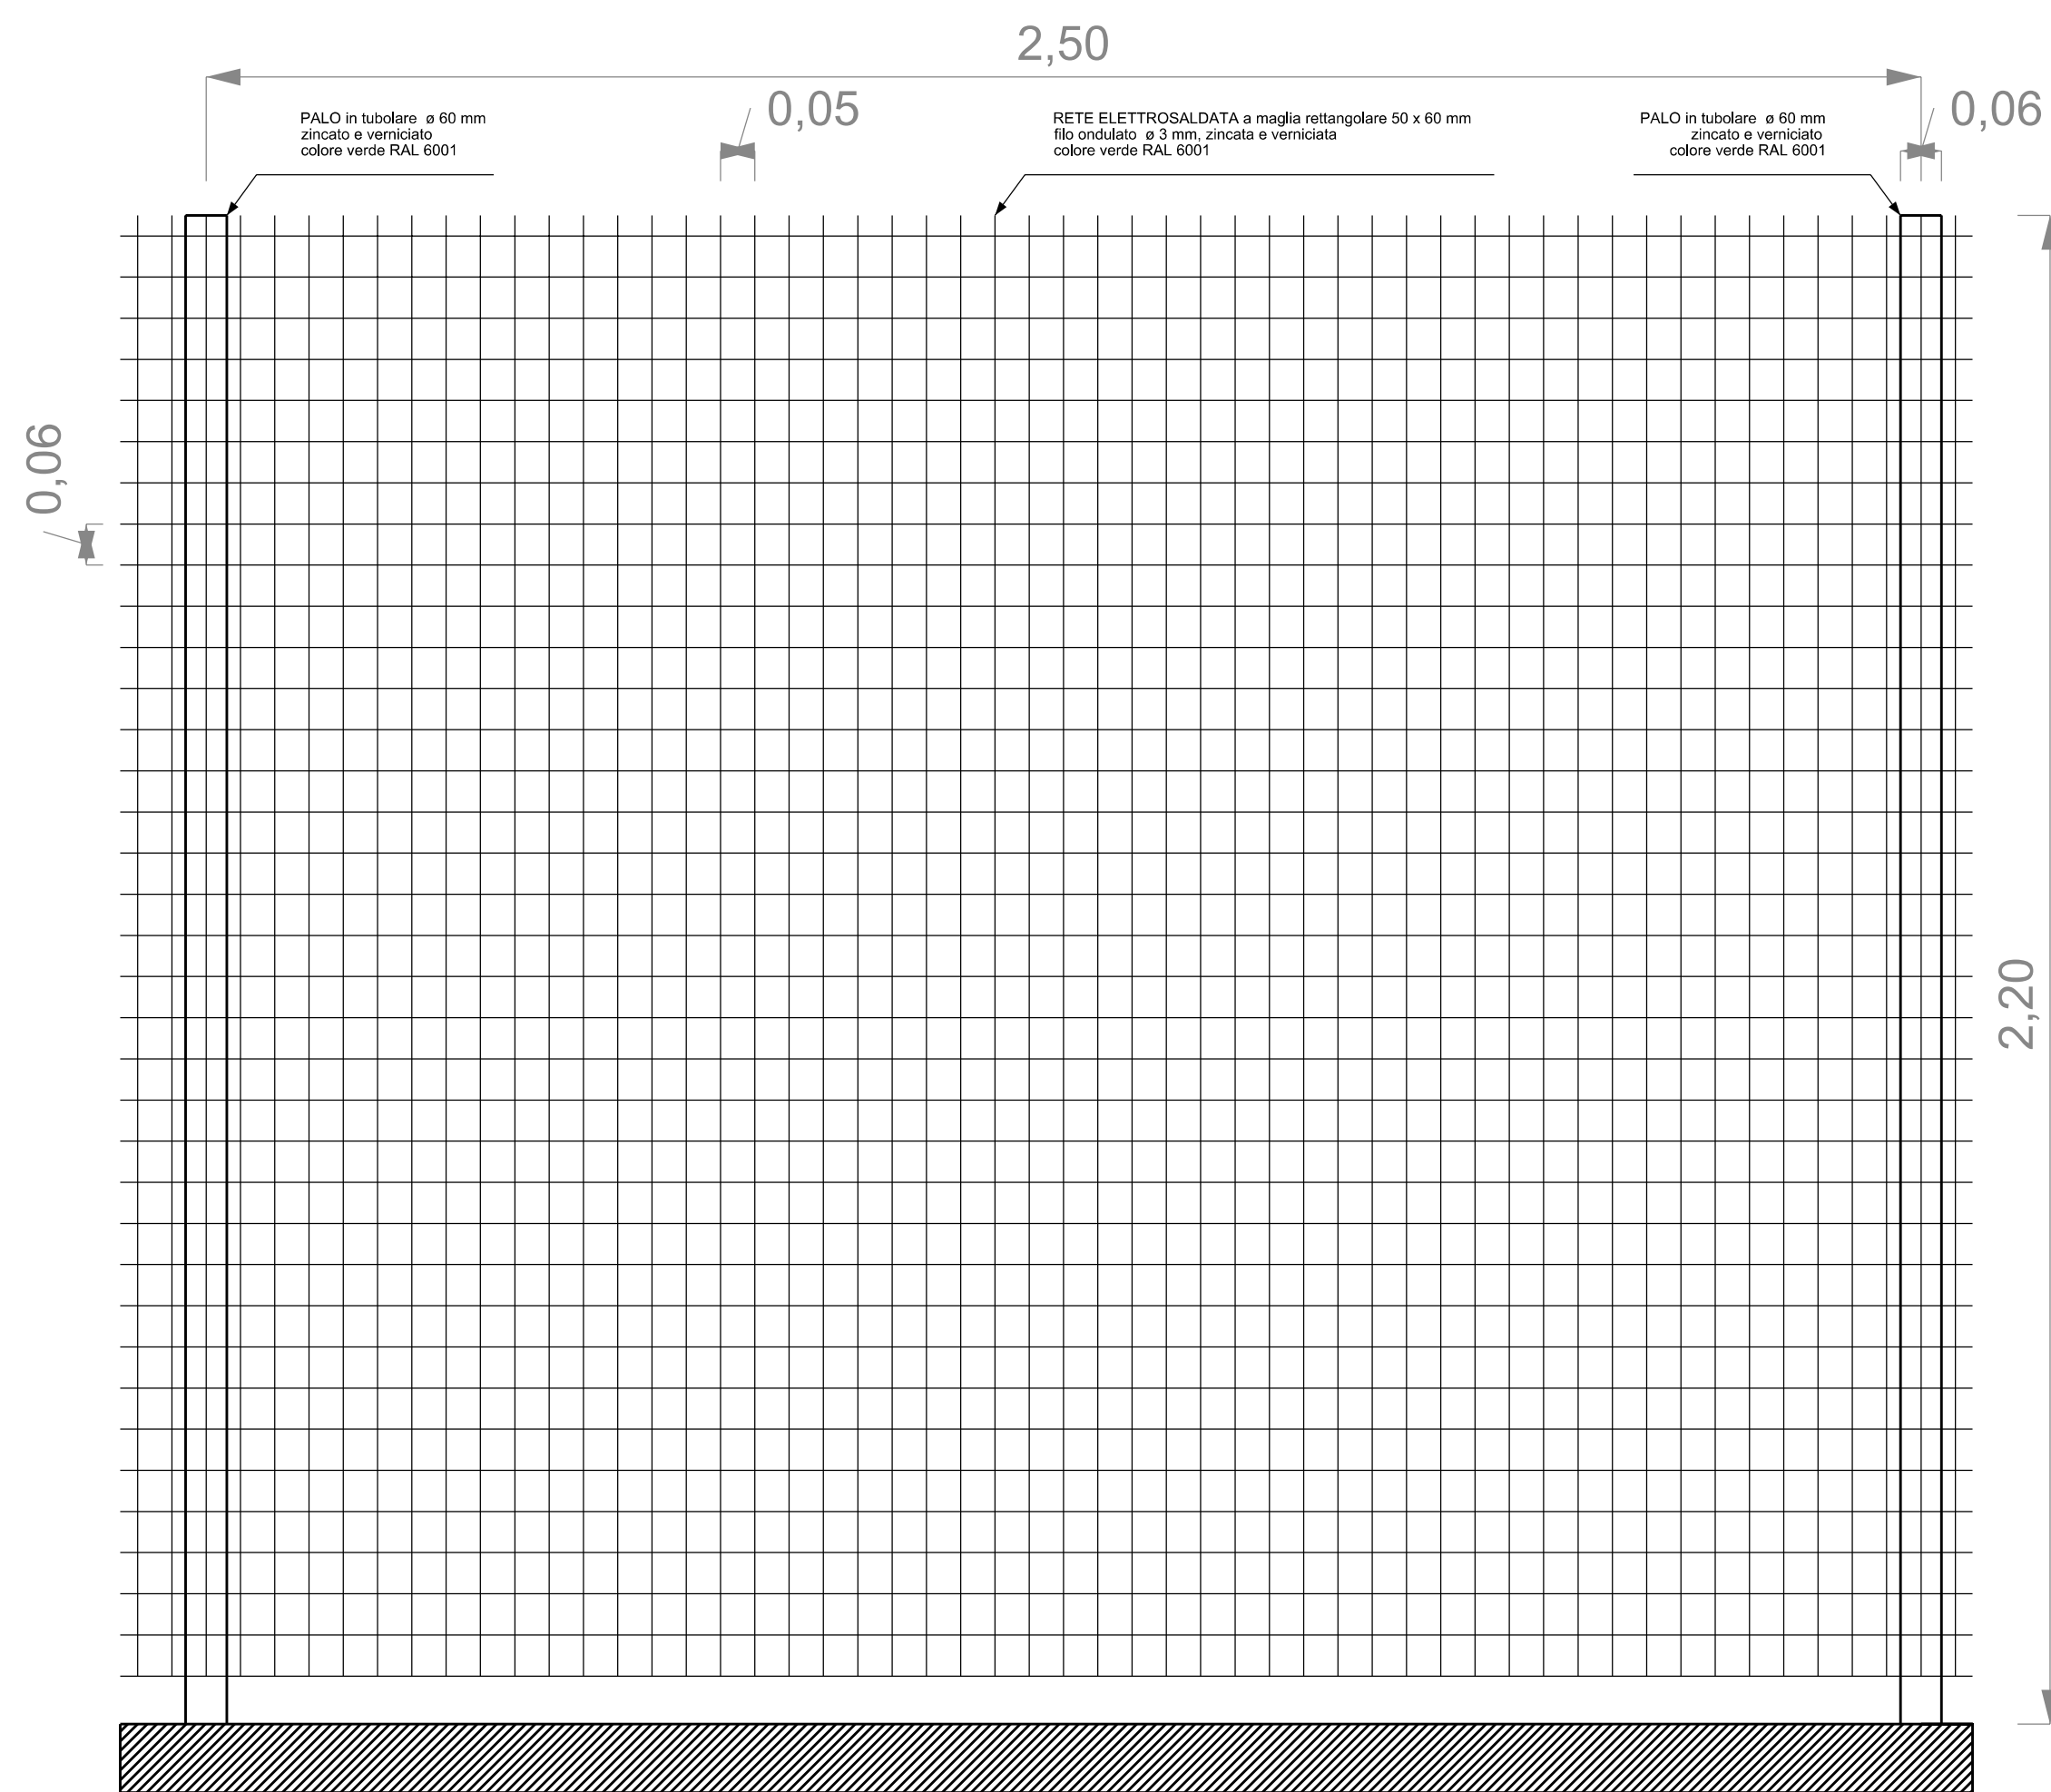 2,50
0,05
0,06
PALO in tubolare ø 60 mm
zincato e verniciato
colore verde RAL 6001
RETE ELETTROSALDATA a maglia rettangolare 50 x 60 mm
filo ondulato ø 3 mm, zincata e verniciata
colore verde RAL 6001
PALO in tubolare ø 60 mm
zincato e verniciato
colore verde RAL 6001
0,06
2,20